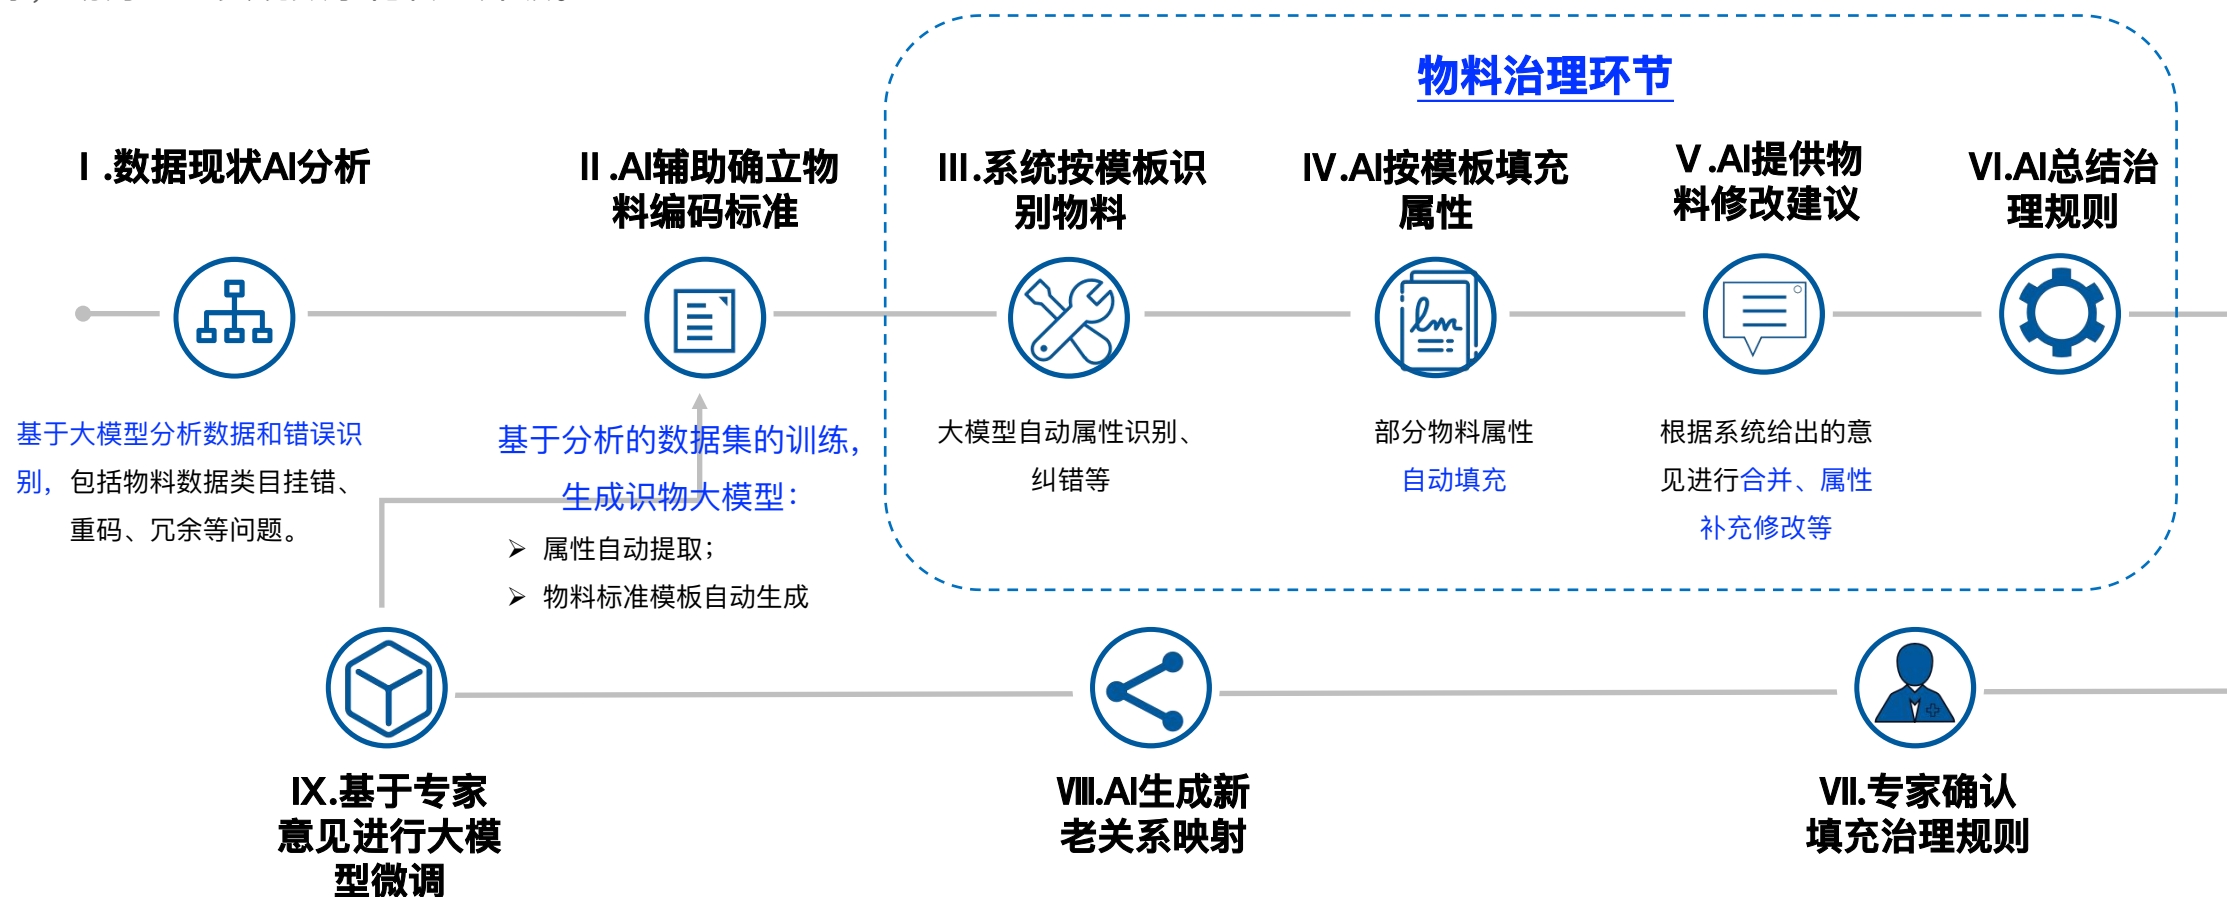 物料治理环节
Ⅰ.数据现状AI分析
Ⅱ.AI辅助确立物
料编码标准
Ⅲ.系统按模板识
别物料
Ⅳ.AI按模板填充
属性
Ⅴ.AI提供物
料修改建议
Ⅵ.AI总结治
理规则
基于大模型分析数据和错误识
别，包括物料数据类目挂错、
重码、冗余等问题。
基于分析的数据集的训练，
生成识物大模型：
➢ 属性自动提取；
➢ 物料标准模板自动生成
大模型自动属性识别、
纠错等
部分物料属性
自动填充
根据系统给出的意
见进行合并、属性
补充修改等
Ⅸ.基于专家
意见进行大模
型微调
Ⅷ.AI生成新
老关系映射
Ⅶ.专家确认
填充治理规则